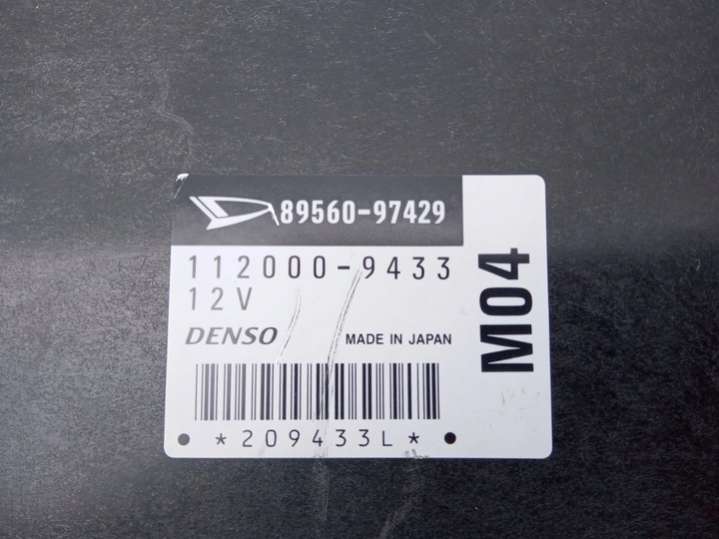 89560-97429
112000-9433
12V
DENSO MADE IN JAPAN
*209433L*
M04